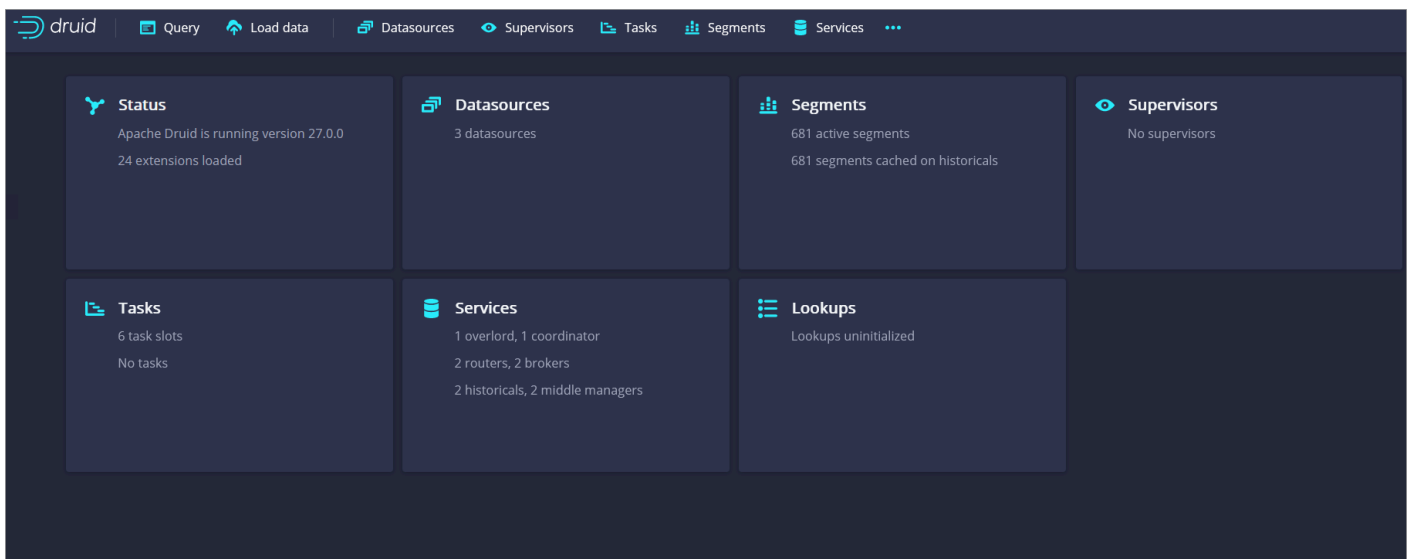 druid Query Load data Datasources Supervisors Tasks Segments Services
Status
Apache Druid is running version 27.0.0
24 extensions loaded
Datasources
3 datasources
Segments
681 active segments
681 segments cached on historicals
Supervisors
No supervisors
Tasks
6 task slots
No tasks
Services
1 overlord, 1 coordinator
2 routers, 2 brokers
2 historicals, 2 middle managers
Lookups
Lookups uninitialized